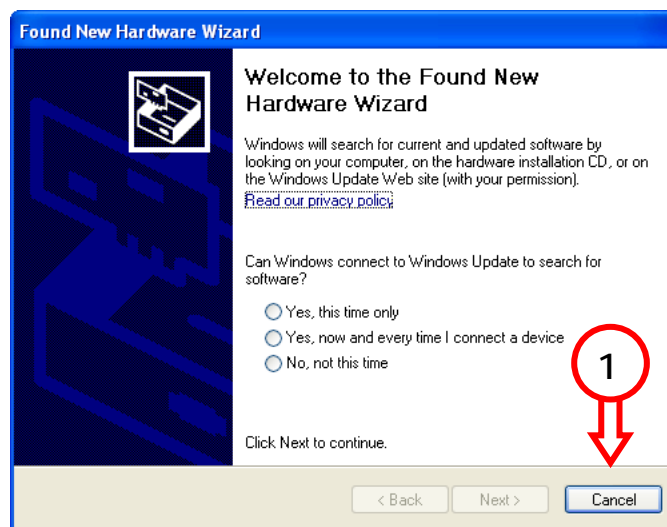 Found New Hardware Wizard
Welcome to the Found New
Hardware Wizard
Windows will search for current and updated software by
looking on your computer, on the hardware installation CD, or on
the Windows Update Web site (with your permission).
Read our privacy policy
Can Windows connect to Windows Update to search for
software?
Yes, this time only
Yes, now and every time I connect a device
No, not this time
1
Click Next to continue.
< Back Next > Cancel